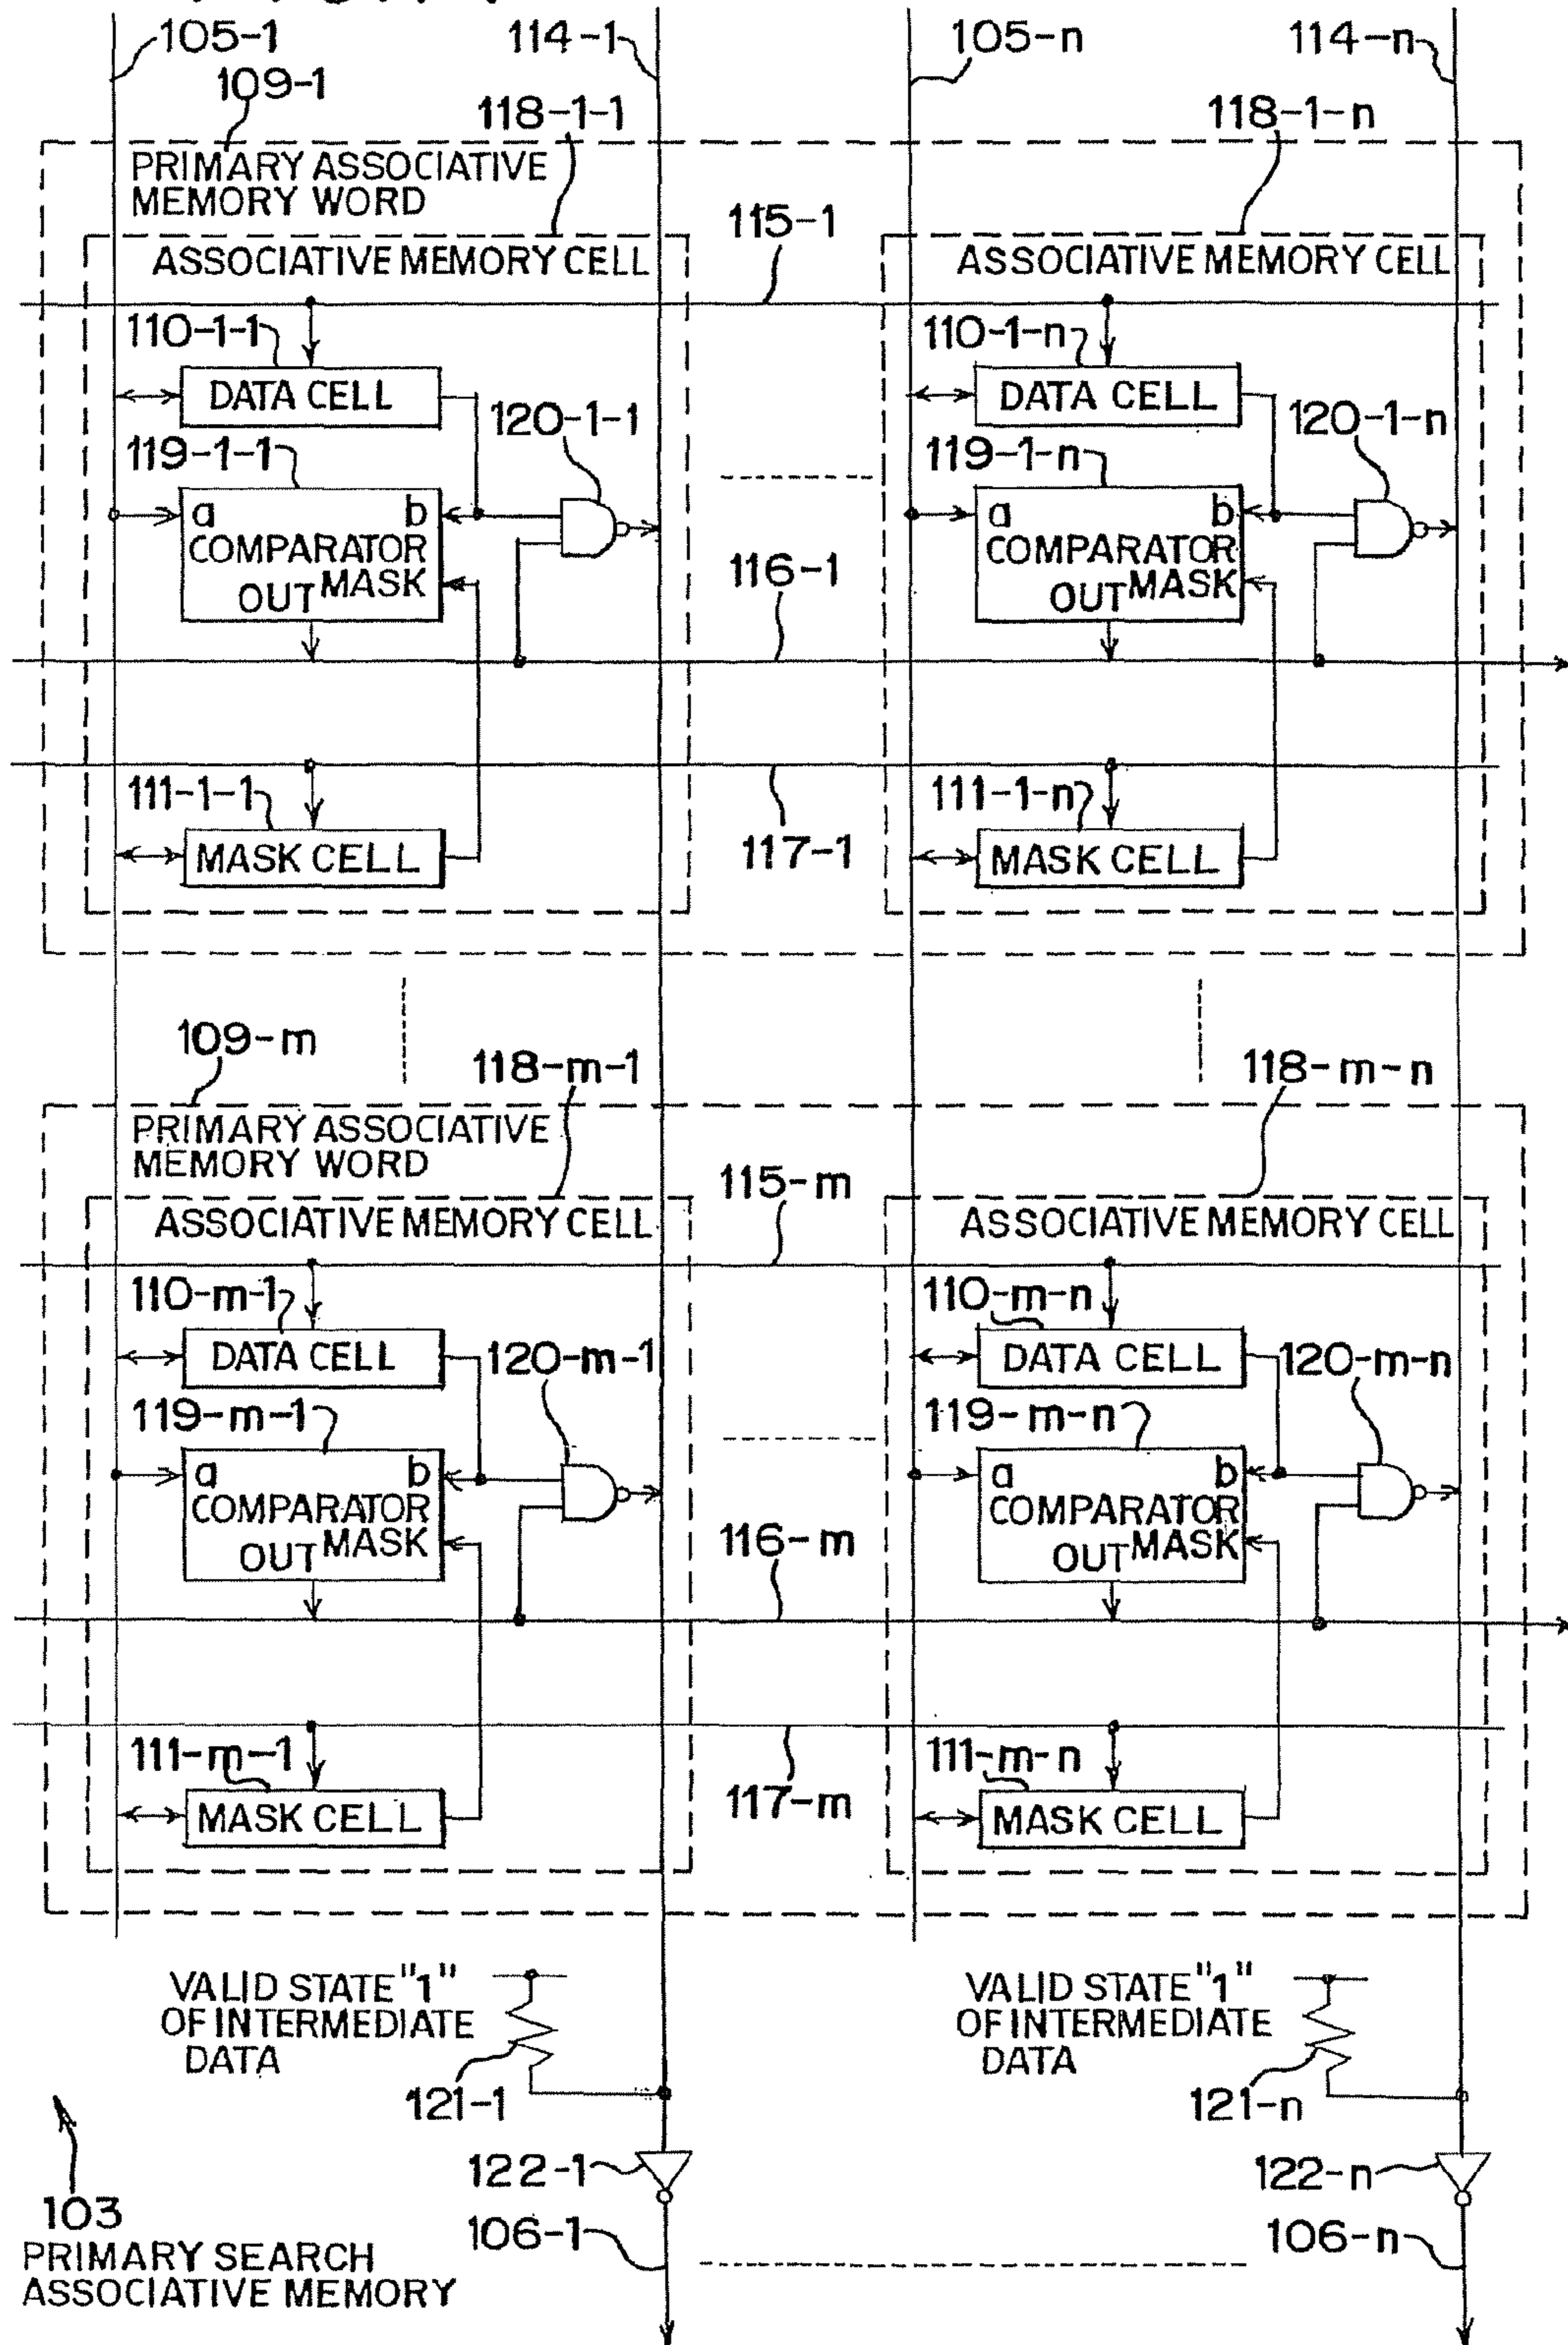 105-1
114-1
105-n
114-n
109-1
118-1-1
118-1-n
PRIMARY ASSOCIATIVE
MEMORY WORD
115-1
ASSOCIATIVE MEMORY CELL
ASSOCIATIVE MEMORY CELL
110-1-1
110-1-n
DATA CELL
DATA CELL
120-1-1
120-1-n
119-1-1
119-1-n
a b
COMPARATOR
OUT MASK
a b
COMPARATOR
OUT MASK
116-1
111-1-1
111-1-n
MASK CELL
117-1
MASK CELL
109-m
118-m-1
118-m-n
PRIMARY ASSOCIATIVE
MEMORY WORD
115-m
ASSOCIATIVE MEMORY CELL
ASSOCIATIVE MEMORY CELL
110-m-1
110-m-n
DATA CELL
120-m-1
DATA CELL
120-m-n
119-m-1
119-m-n
a b
COMPARATOR
OUT MASK
a b
COMPARATOR
OUT MASK
116-m
111-m-1
111-m-n
MASK CELL
117-m
MASK CELL
VALID STATE "1"
OF INTERMEDIATE
DATA
VALID STATE "1"
OF INTERMEDIATE
DATA
121-1
121-n
122-1
122-n
103
106-1
106-n
PRIMARY SEARCH
ASSOCIATIVE MEMORY